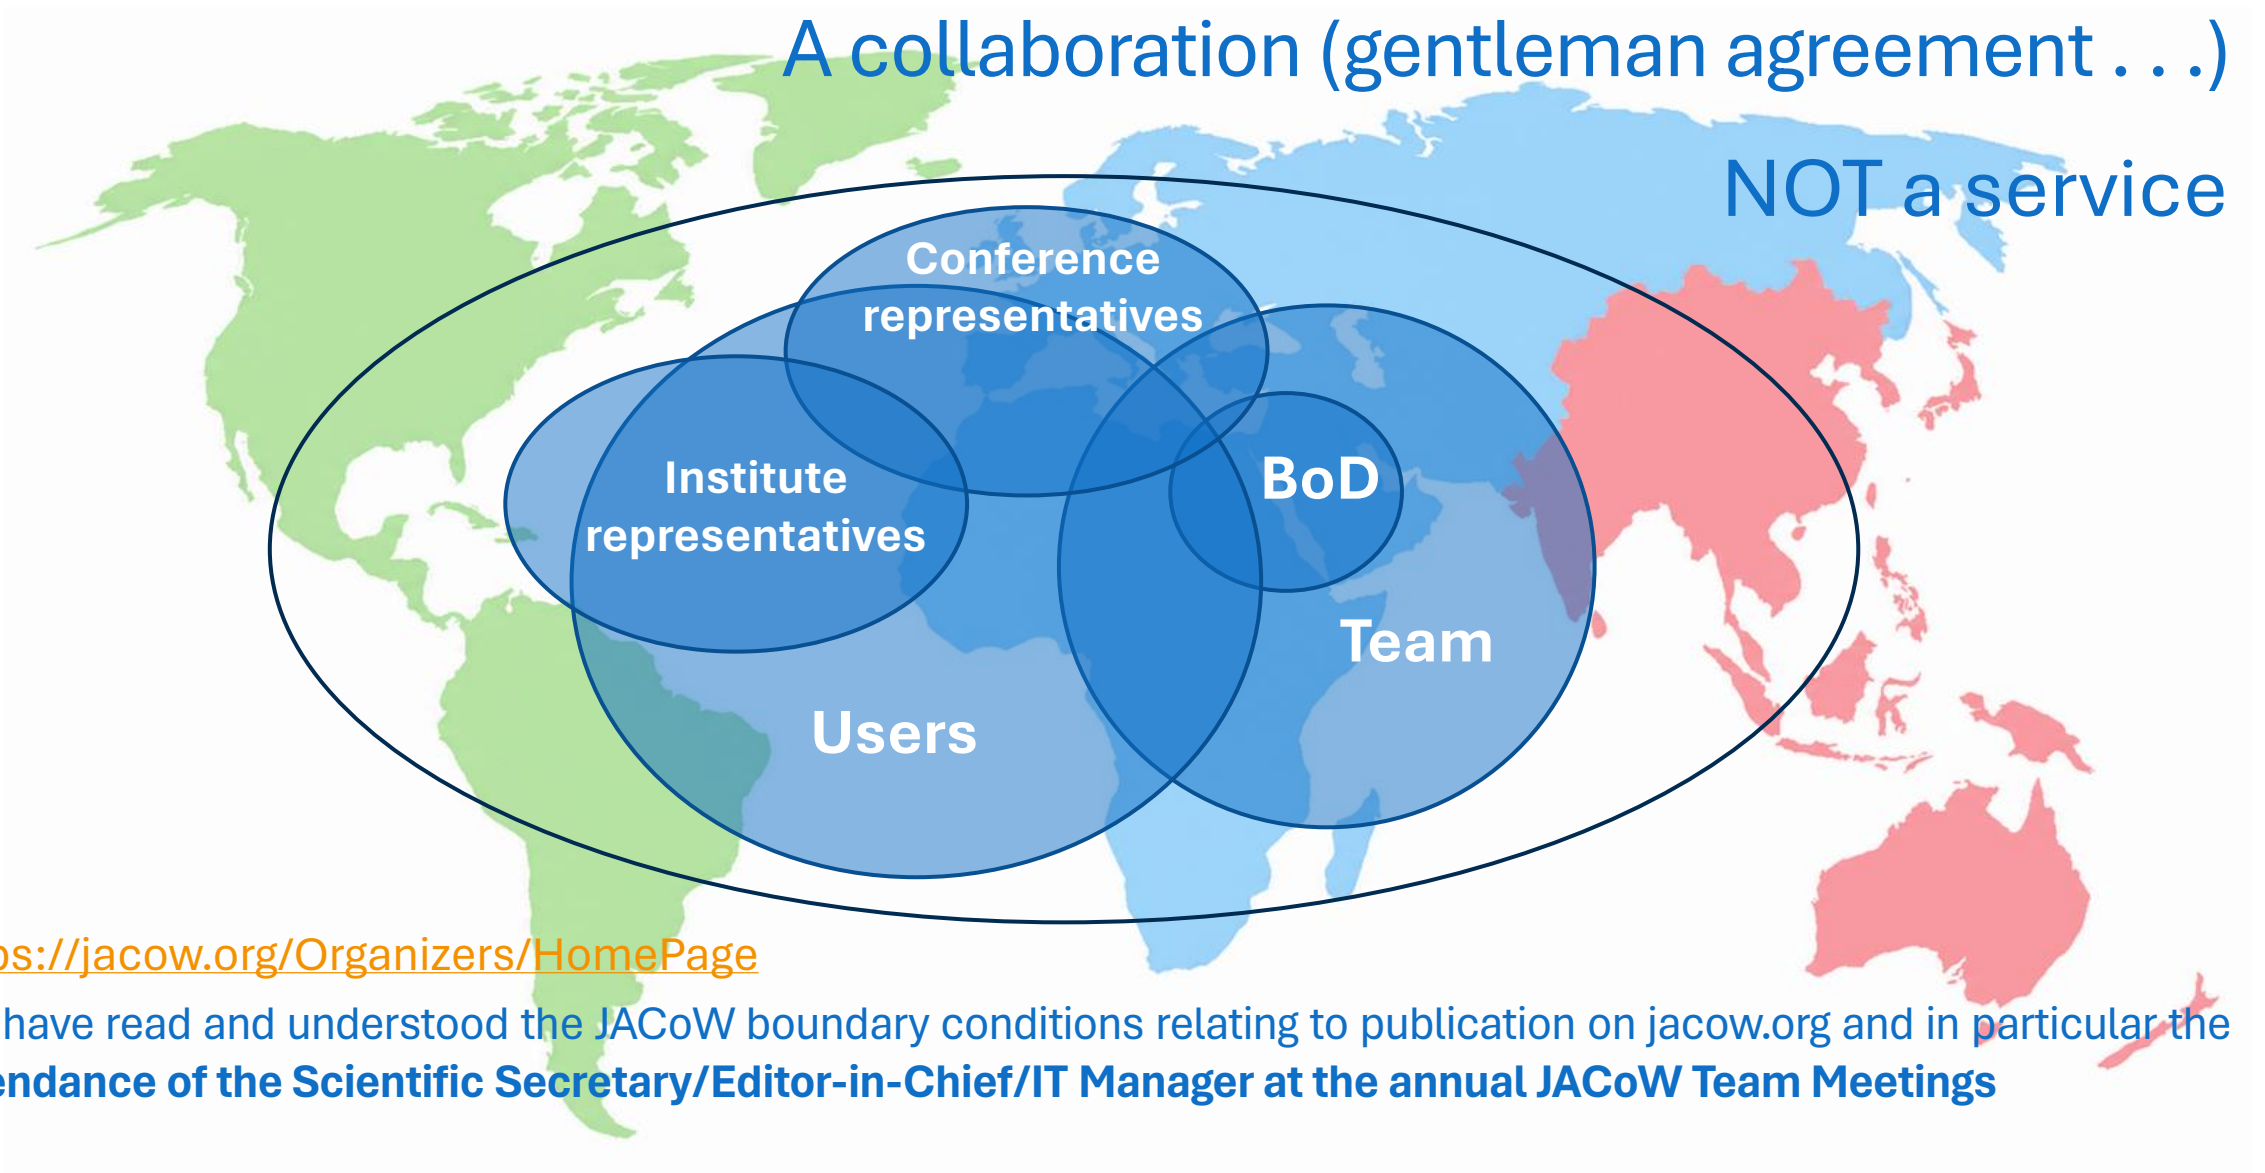 A collaboration (gentleman agreement . . .)
NOT a service
Conference
representatives
Institute
representatives
BoD
Team
Users
ps://jacow.org/Organizers/HomePage
have read and understood the JACoW boundary conditions relating to publication on jacow.org and in particular the
endance of the Scientific Secretary/Editor-in-Chief/IT Manager at the annual JACoW Team Meetings